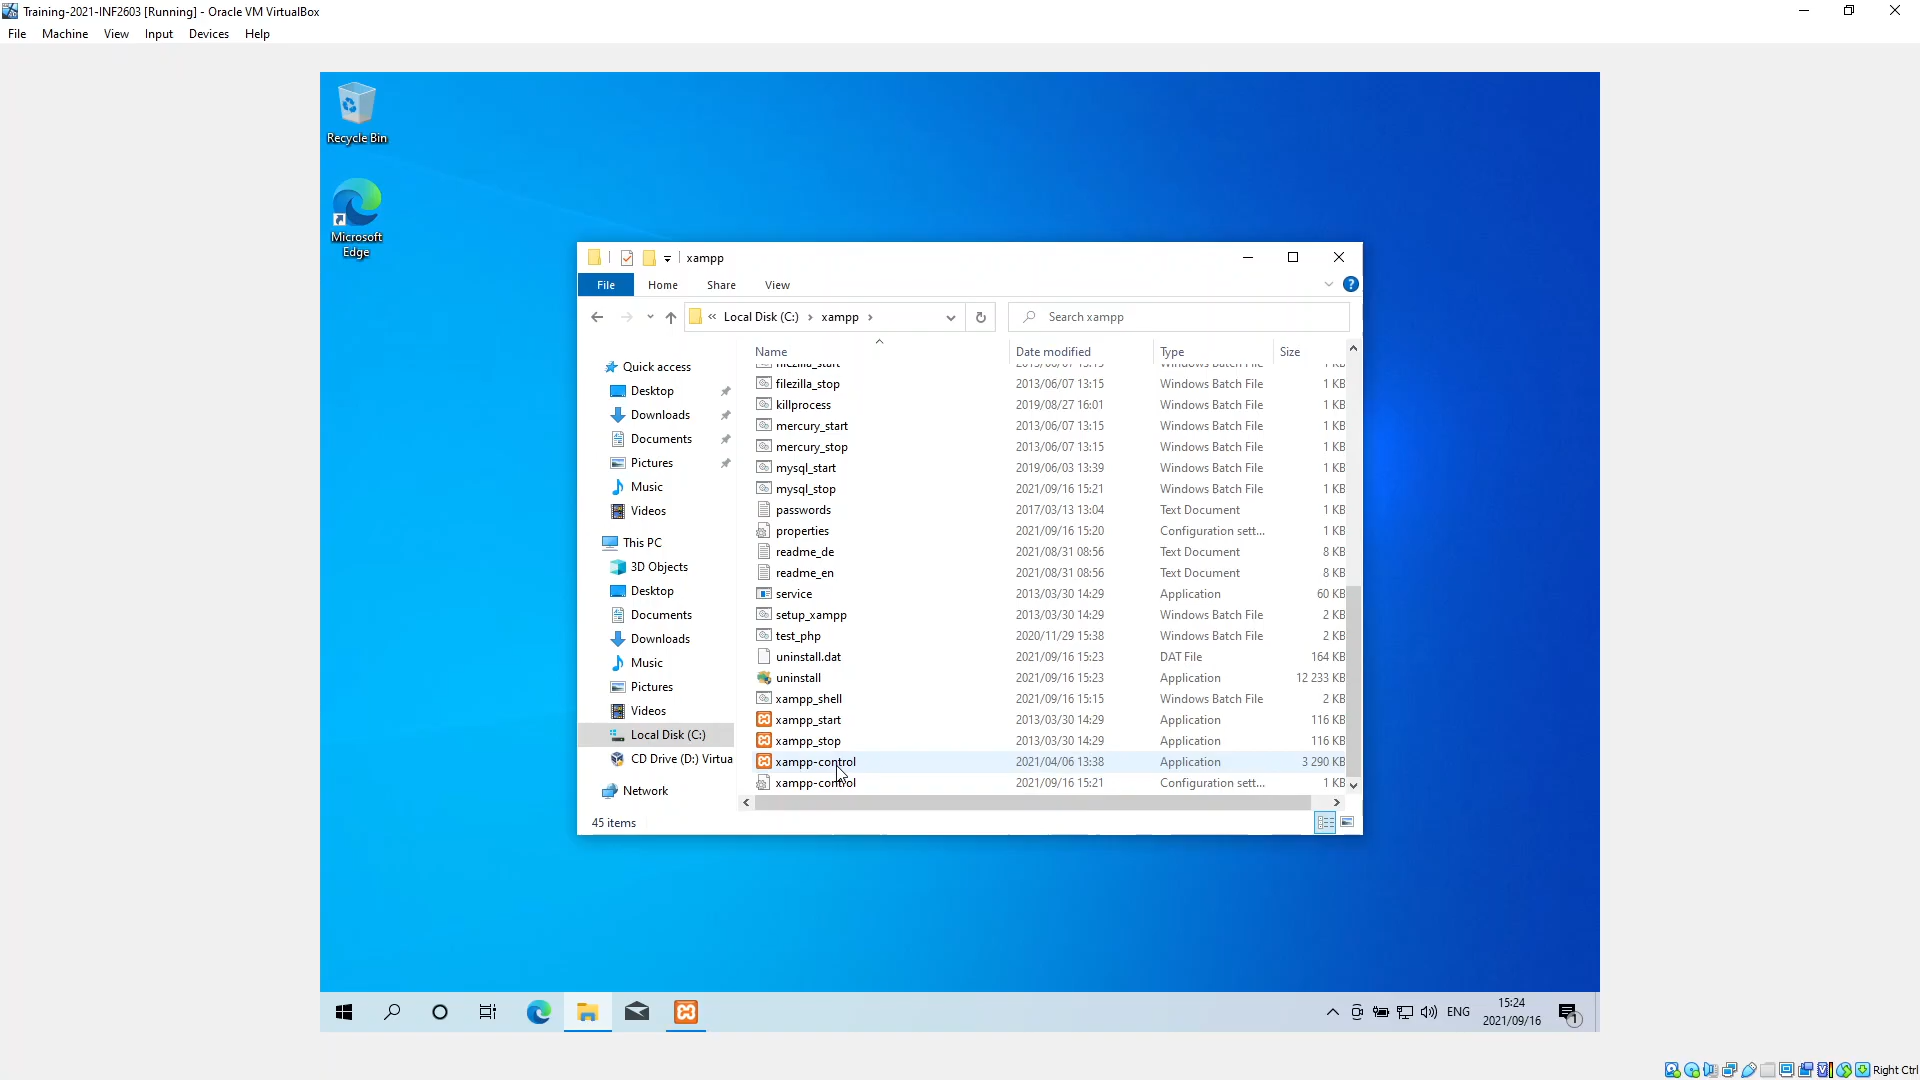 Training-2021-INF2603 [Running] - Oracle VM VirtualBox
File Machine View Input Devices Help
Recycle Bin
Microsoft
Edge
xampp
File Home Share View
« Local Disk (C:) › xampp ›
Search xampp
Name Date modified Type Size
filezilla_start 2013/06/07 13:15 Windows Batch File 1 KB
filezilla_stop 2013/06/07 13:15 Windows Batch File 1 KB
killprocess 2019/08/27 16:01 Windows Batch File 1 KB
mercury_start 2013/06/07 13:15 Windows Batch File 1 KB
mercury_stop 2013/06/07 13:15 Windows Batch File 1 KB
mysql_start 2019/06/03 13:39 Windows Batch File 1 KB
mysql_stop 2021/09/16 15:21 Windows Batch File 1 KB
passwords 2017/03/13 13:04 Text Document 1 KB
properties 2021/09/16 15:20 Configuration sett... 1 KB
readme_de 2021/08/31 08:56 Text Document 8 KB
readme_en 2021/08/31 08:56 Text Document 8 KB
service 2013/03/30 14:29 Application 60 KB
setup_xampp 2013/03/30 14:29 Windows Batch File 2 KB
test_php 2020/11/29 15:38 Windows Batch File 2 KB
uninstall.dat 2021/09/16 15:23 DAT File 164 KB
uninstall 2021/09/16 15:23 Application 12 233 KB
xampp_shell 2021/09/16 15:15 Windows Batch File 2 KB
xampp_start 2013/03/30 14:29 Application 116 KB
xampp_stop 2013/03/30 14:29 Application 116 KB
xampp-control 2021/04/06 13:38 Application 3 290 KB
xampp-control 2021/09/16 15:21 Configuration sett... 1 KB
Quick access
Desktop
Downloads
Documents
Pictures
Music
Videos
This PC
3D Objects
Desktop
Documents
Downloads
Music
Pictures
Videos
Local Disk (C:)
CD Drive (D:) Virtua
Network
45 items
ENG
15:24
2021/09/16
1
Right Ctrl